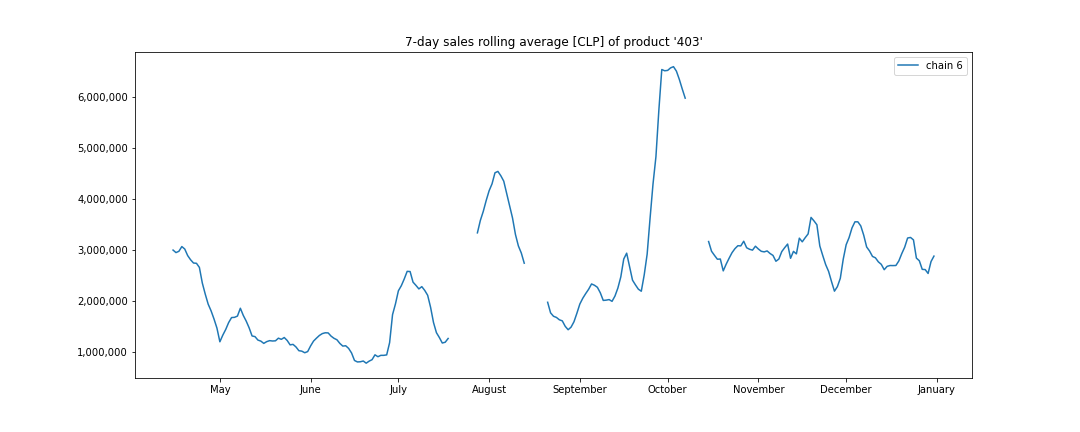 7-day sales rolling average [CLP] of product '403'
chain 6
6,000,000
5,000,000
4,000,000
3,000,000
2,000,000
1,000,000
May June July August September October November December January